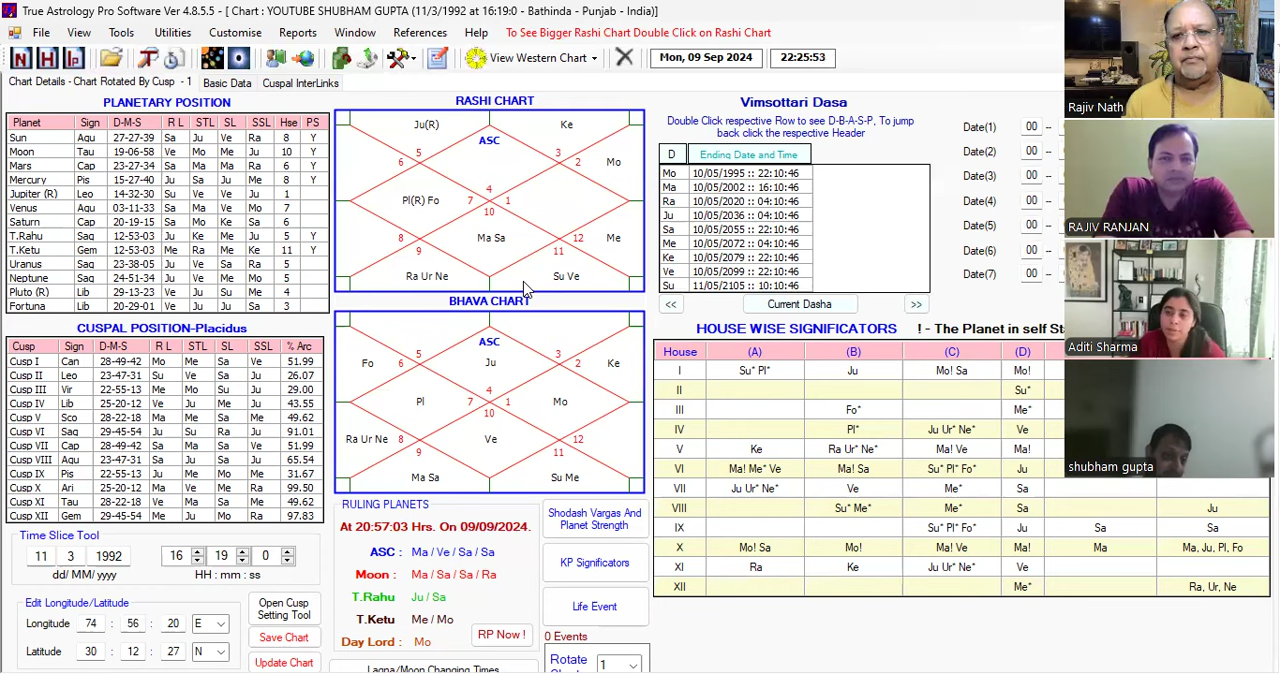 True Astrology Pro Software Ver 4.8.5.5 - [ Chart : YOUTUBE SHUBHAM GUPTA (11/3/1992 at 16:19:0 - Bathinda - Punjab - India)]
File View Tools Utilities Customise Reports Window References Help To See Bigger Rashi Chart Double Click on Rashi Chart
View Western Chart Mon, 09 Sep 2024 22:25:53
Chart Details - Chart Rotated By Cusp - 1 Basic Data Cuspal InterLinks
PLANETARY POSITION
Planet Sign D-M-S R L STL SL SSL Hse PS
Sun Aqu 27-27-39 Sa Ju Ve Ra 8 Y
Moon Tau 19-06-58 Ve Mo Me Ju 10 Y
Mars Cap 23-27-34 Sa Ma Ma Ra 6 Y
Mercury Pis 15-27-40 Ju Sa Ju Me 8 Y
Jupiter (R) Leo 14-32-30 Su Ve Ve Ju 1
Venus Aqu 03-11-33 Sa Ma Ve Mo 7
Saturn Cap 20-19-15 Sa Mo Ke Sa 6
T.Rahu Sag 12-53-03 Ju Ke Me Ju 5 Y
T.Ketu Gem 12-53-03 Me Ra Me Ke 11 Y
Uranus Sag 23-38-05 Ju Ve Sa Ra 5
Neptune Sag 24-51-34 Ju Ve Me Mo 5
Pluto (R) Lib 29-13-23 Ve Ju Su Me 4
Fortuna Lib 20-29-01 Ve Ju Ju Sa 3
CUSPAL POSITION-Placidus
Cusp Sign D-M-S R L STL SL SSL % Arc
Cusp I Can 28-49-42 Mo Me Sa Ve 51.99
Cusp II Leo 23-47-31 Su Ve Sa Ju 26.07
Cusp III Vir 22-55-13 Me Mo Su Ju 29.00
Cusp IV Lib 25-20-12 Ve Ju Me Ju 43.55
Cusp V Sco 28-22-18 Ma Me Sa Me 49.62
Cusp VI Sag 29-45-54 Ju Su Ra Ju 91.01
Cusp VII Cap 28-49-42 Sa Ma Sa Ve 51.99
Cusp VIII Aqu 23-47-31 Sa Ju Sa Ma 65.54
Cusp IX Pis 22-55-13 Ju Me Mo Me 31.67
Cusp X Ari 25-20-12 Ma Ve Me Ra 99.50
Cusp XI Tau 28-22-18 Ve Ma Sa Me 49.62
Cusp XII Gem 29-45-54 Me Ju Mo Ra 97.83
Time Slice Tool
11 3 1992 16 19 0
dd/ MM/ yyyy HH : mm : ss
Edit Longitude/Latitude
Longitude 74 : 56 : 20 E
Latitude 30 : 12 : 27 N
Open Cusp Setting Tool
Save Chart
Update Chart
RASHI CHART
Ju(R) Ke
ASC
5 3
6 2 Mo
4
Pl(R) Fo 7 1
10
8 Ma Sa 12 Me
9 11
Ra Ur Ne Su Ve
BHAVA CHART
ASC
5 3
Fo 6 Ju 2 Ke
4
Pl 7 1 Mo
10
Ra Ur Ne 8 Ve 12
9 11
Ma Sa Su Me
RULING PLANETS
At 20:57:03 Hrs. On 09/09/2024.
ASC : Ma / Ve / Sa / Sa
Moon : Ma / Sa / Sa / Ra
T.Rahu Ju / Sa
T.Ketu Me / Mo
Day Lord : Mo
RP Now !
Lagna/Moon Changing Times
Shodash Vargas And Planet Strength
KP Significators
Life Event
0 Events
Rotate 1
Vimsottari Dasa
Double Click respective Row to see D-B-A-S-P, To jump
back click the respective Header
D Ending Date and Time
Mo 10/05/1995 :: 22:10:46
Ma 10/05/2002 :: 16:10:46
Ra 10/05/2020 :: 04:10:46
Ju 10/05/2036 :: 04:10:46
Sa 10/05/2055 :: 22:10:46
Me 10/05/2072 :: 04:10:46
Ke 10/05/2079 :: 22:10:46
Ve 10/05/2099 :: 22:10:46
Su 11/05/2105 :: 10:10:46
<< Current Dasha >>
Date(1) 00 --
Date(2) 00 --
Date(3) 00 --
Date(4) 00 --
Date(5) 00 --
Date(6) 00 --
Date(7) 00 --
HOUSE WISE SIGNIFICATORS ! - The Planet in self
House (A) (B) (C) (D)
I Su* Pl* Ju Mo! Sa Mo!
II Su*
III Fo* Me*
IV Pl* Ju Ur* Ne* Ve
V Ke Ra Ur* Ne* Ma! Ve Ma!
VI Ma! Me* Ve Ma! Sa Su* Pl* Fo* Ju
VII Ju Ur* Ne* Ve Me* Sa
VIII Su* Me* Me* Sa Ju
IX Su* Pl* Fo* Ju Sa Sa
X Mo! Sa Mo! Ma! Ve Ma! Ma Ma, Ju, Pl, Fo
XI Ra Ke Ju Ur* Ne* Ve
XII Me* Ra, Ur, Ne
Rajiv Nath
RAJIV RANJAN
Aditi Sharma
shubham gupta